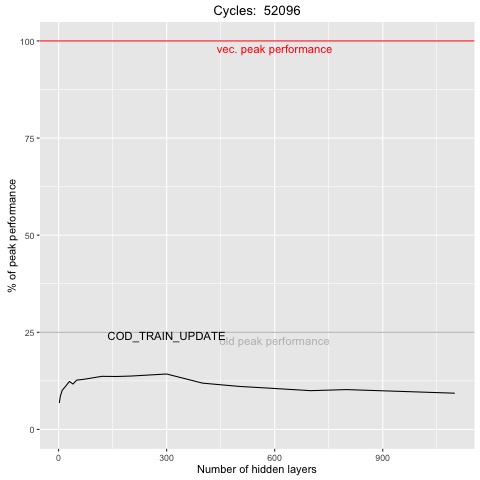 Cycles: 52096
100
vec. peak performance
75
% of peak performance
50
25
COD_TRAIN_UPDATE
old peak performance
0
0
300
600
900
Number of hidden layers